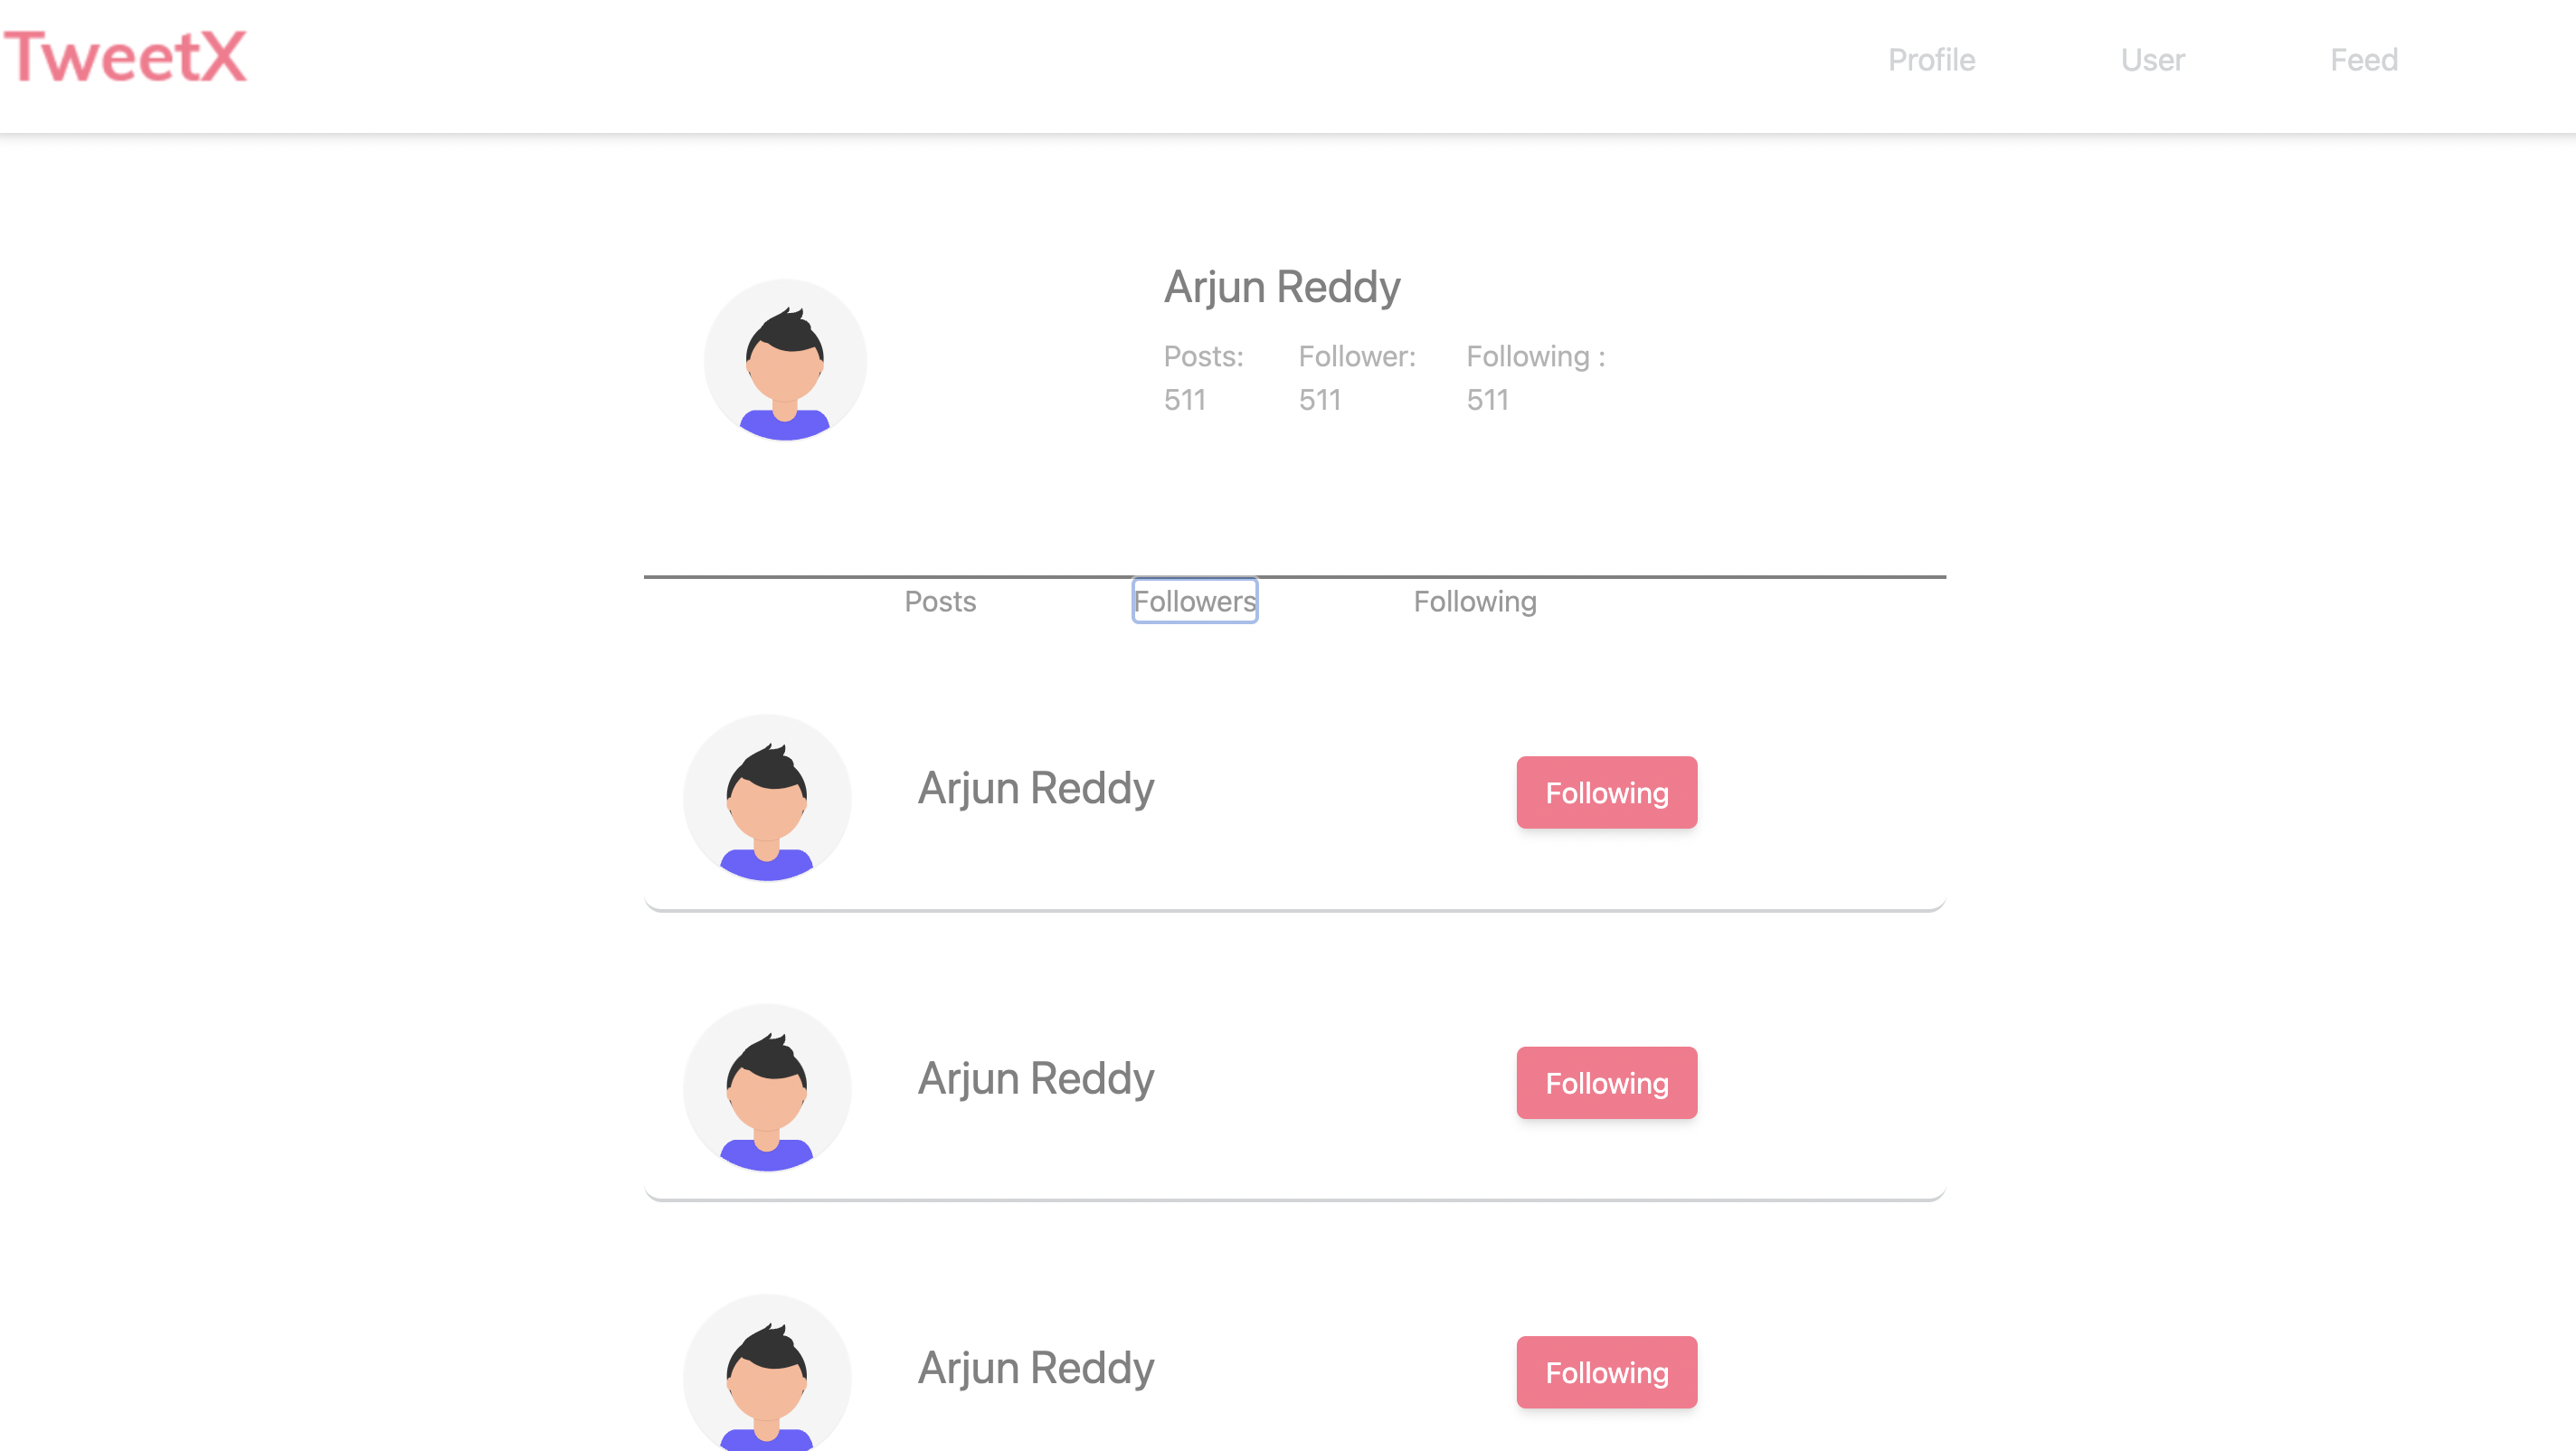 TweetX
Profile User Feed
Arjun Reddy
Posts: Follower: Following :
511 511 511
Posts Followers Following
Arjun Reddy Following
Arjun Reddy Following
Arjun Reddy Following